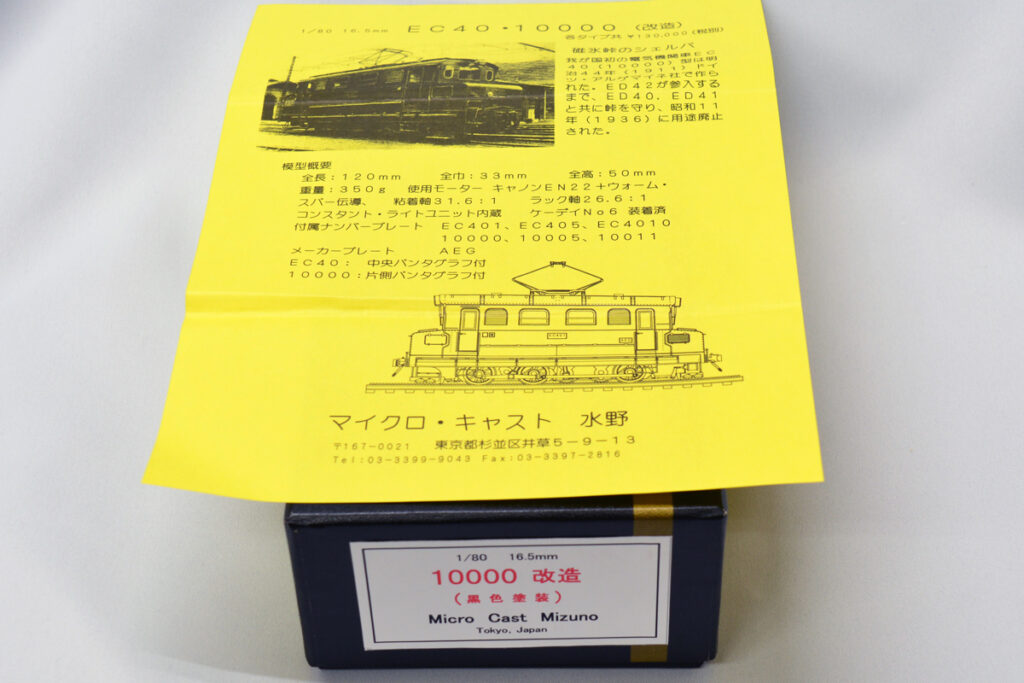 1/80 16.5mm EC40・10000 (改造)
各タイプ共 ¥130,000(税別)
碓氷峠のシェルパ
我が国初の電気機関車EC
40(10000)型は明
治44年(1911)ドイ
ツ・アルゲマイネ社で作ら
れた。ED42が参入する
まで、ED40、ED41
と共に峠を守り、昭和11
年(1936)に用途廃止
された。
模型概要
全長:120mm 全巾:33mm 全高:50mm
重量:350g 使用モーター キャノンEN22+ウォーム・
スパー伝導、 粘着軸31.6:1 ラック軸26.6:1
コンスタント・ライトユニット内蔵 ケーディNo6 装着済
付属ナンバープレート EC401、EC405、EC4010
10000、10005、10011
メーカープレート AEG
EC40: 中央パンタグラフ付
10000:片側パンタグラフ付
マイクロ・キャスト 水野
〒167-0021 東京都杉並区井草5-9-13
Tel:03-3399-9043 Fax:03-3397-2816
1/80 16.5mm
10000 改造
(黒色塗装)
Micro Cast Mizuno
Tokyo, Japan